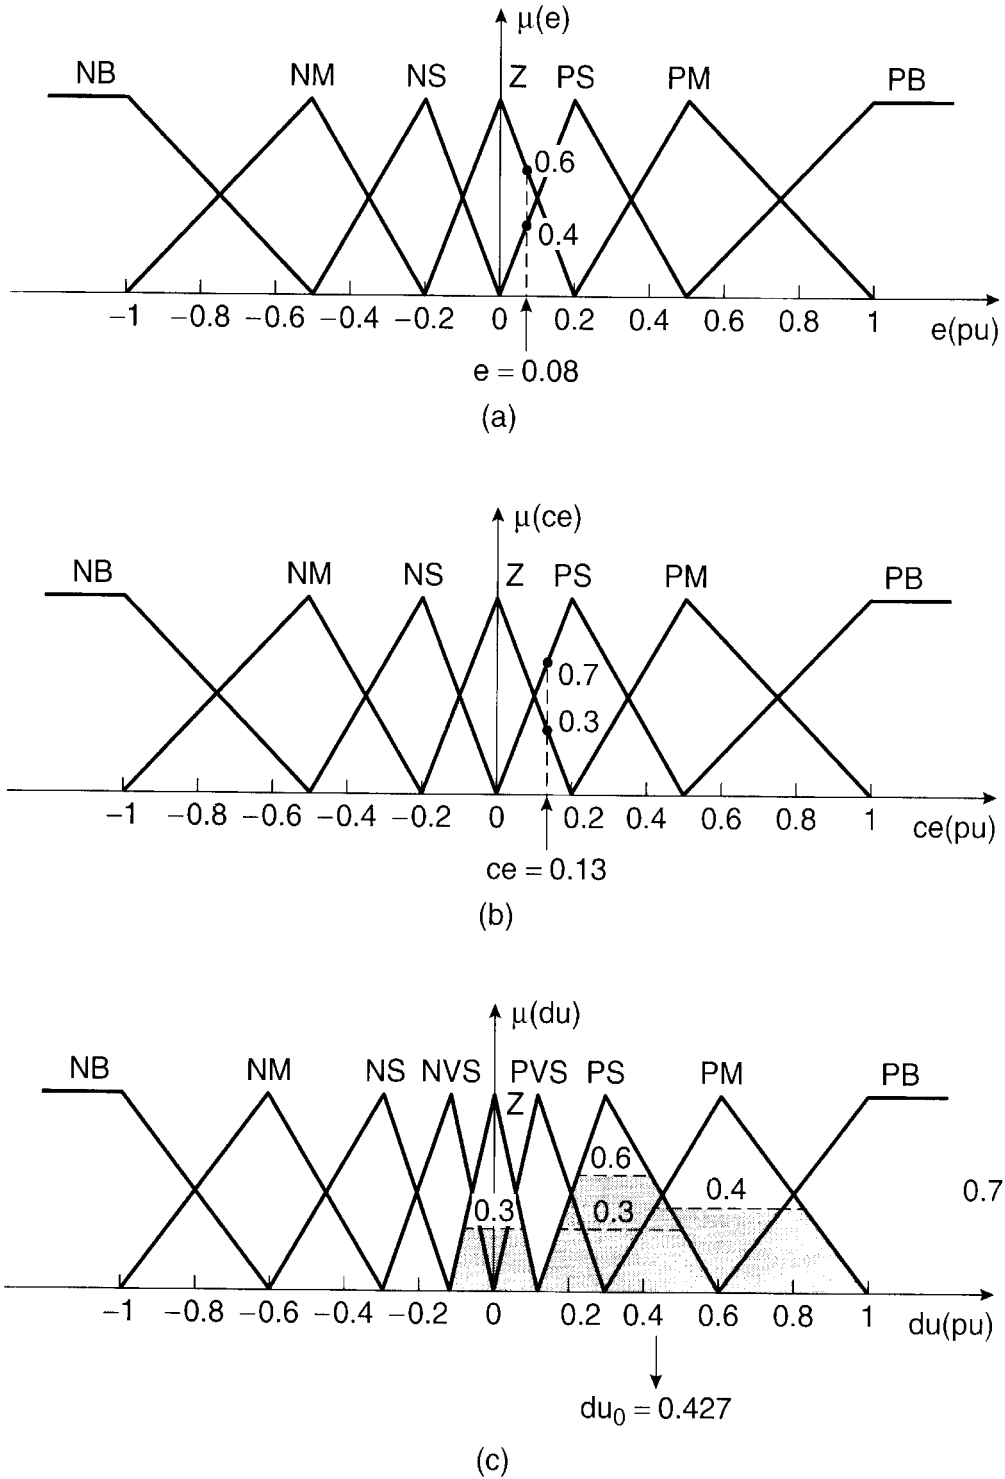 μ(e)
NB NM NS Z PS PM PB
0.6
0.4
−1 −0.8 −0.6 −0.4 −0.2 0 0.2 0.4 0.6 0.8 1 e(pu)
e = 0.08
(a)
μ(ce)
NB NM NS Z PS PM PB
0.7
0.3
−1 −0.8 −0.6 −0.4 −0.2 0 0.2 0.4 0.6 0.8 1 ce(pu)
ce = 0.13
(b)
μ(du)
NB NM NS NVS Z PVS PS PM PB
0.6
0.4 0.7
0.3 0.3
−1 −0.8 −0.6 −0.4 −0.2 0 0.2 0.4 0.6 0.8 1 du(pu)
du₀ = 0.427
(c)